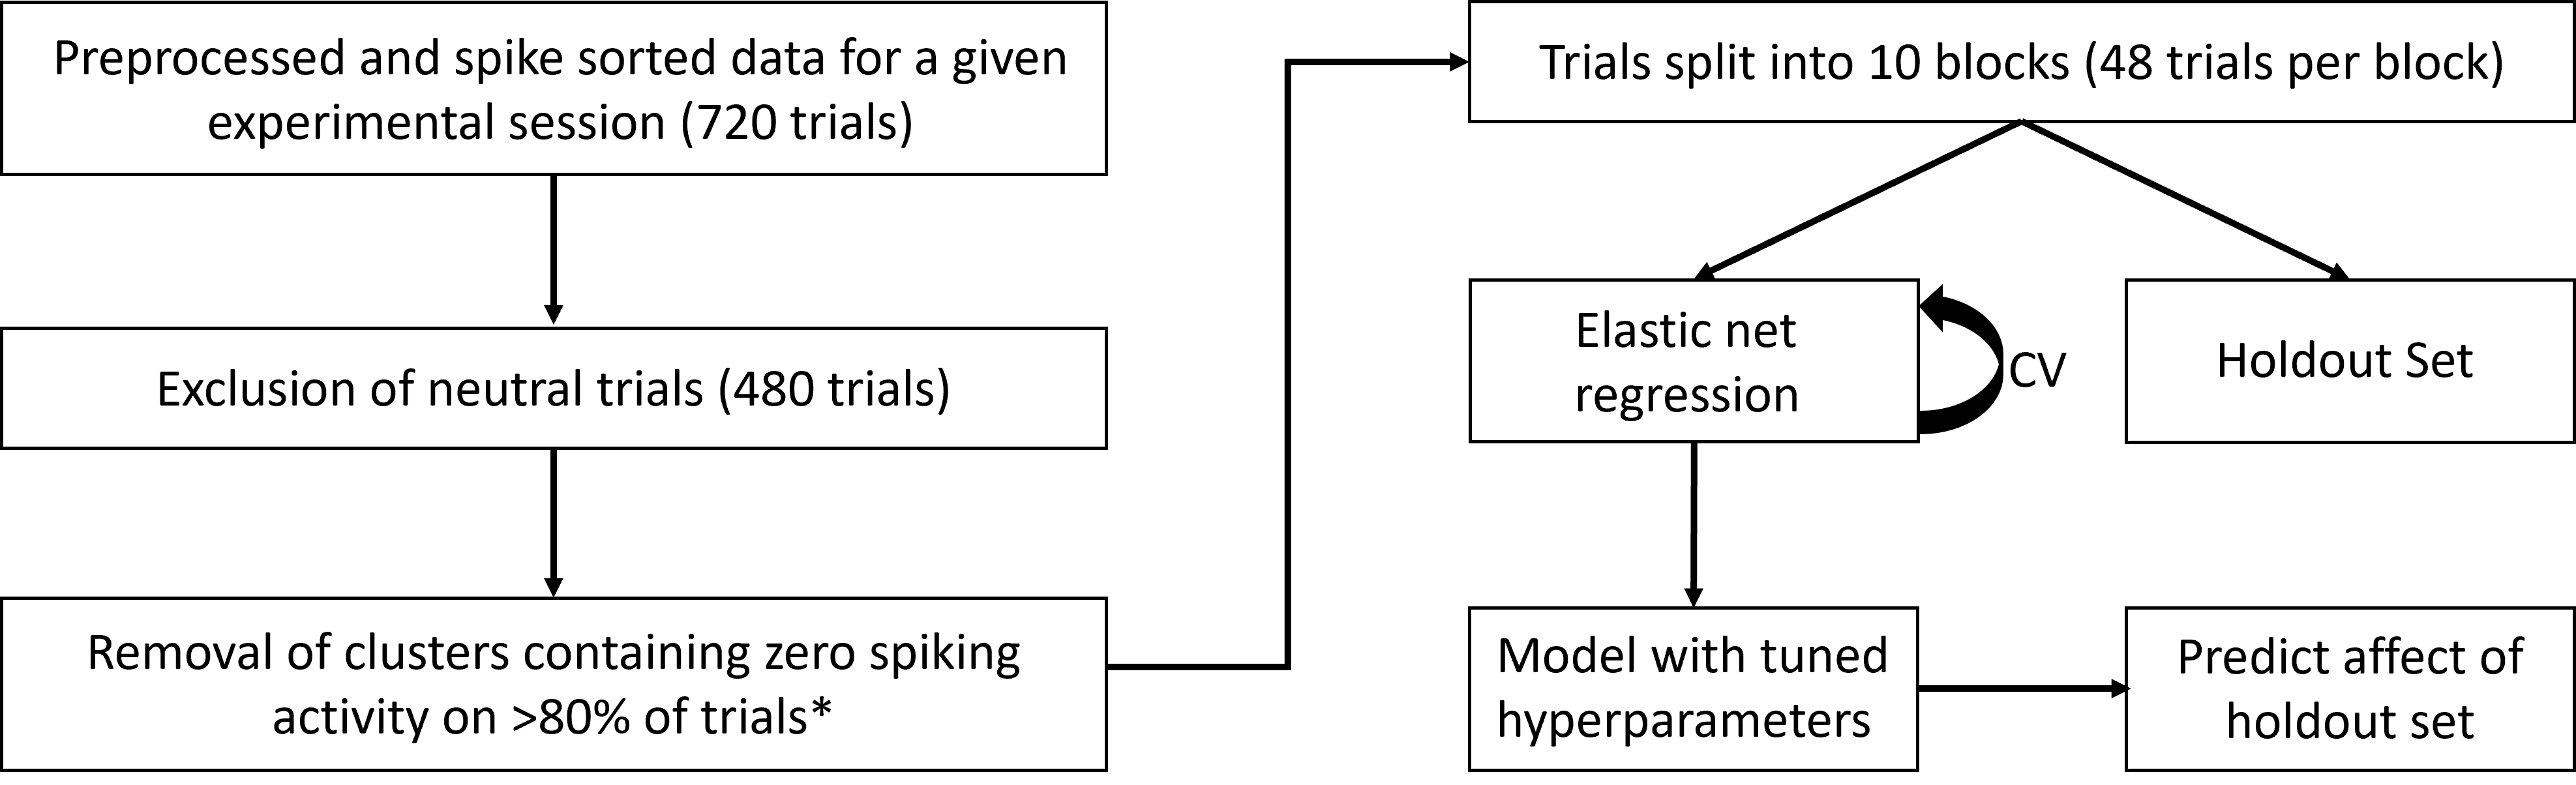 Preprocessed and spike sorted data for a given
experimental session (720 trials)
Exclusion of neutral trials (480 trials)
Removal of clusters containing zero spiking
activity on >80% of trials*
Trials split into 10 blocks (48 trials per block)
Elastic net
regression
CV
Holdout Set
Model with tuned
hyperparameters
Predict affect of
holdout set